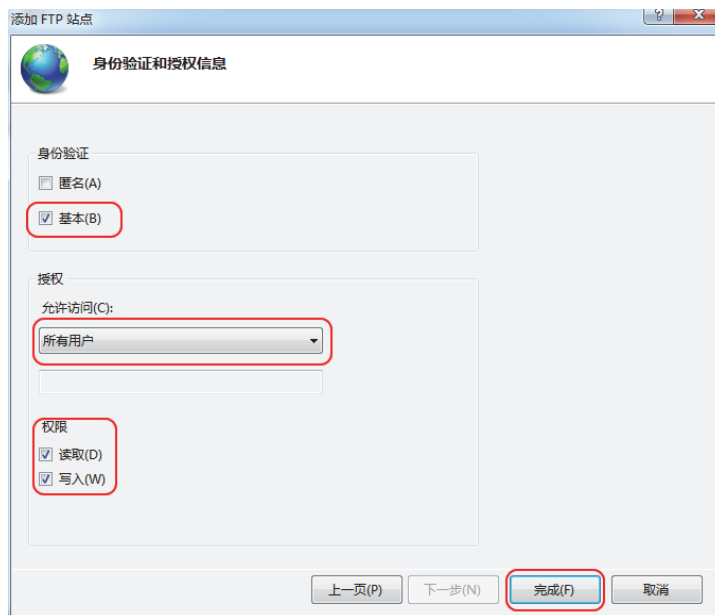 添加 FTP 站点
身份验证和授权信息
身份验证
匿名(A)
基本(B)
授权
允许访问(C):
所有用户
权限
读取(D)
写入(W)
上一页(P) 下一步(N) 完成(F) 取消